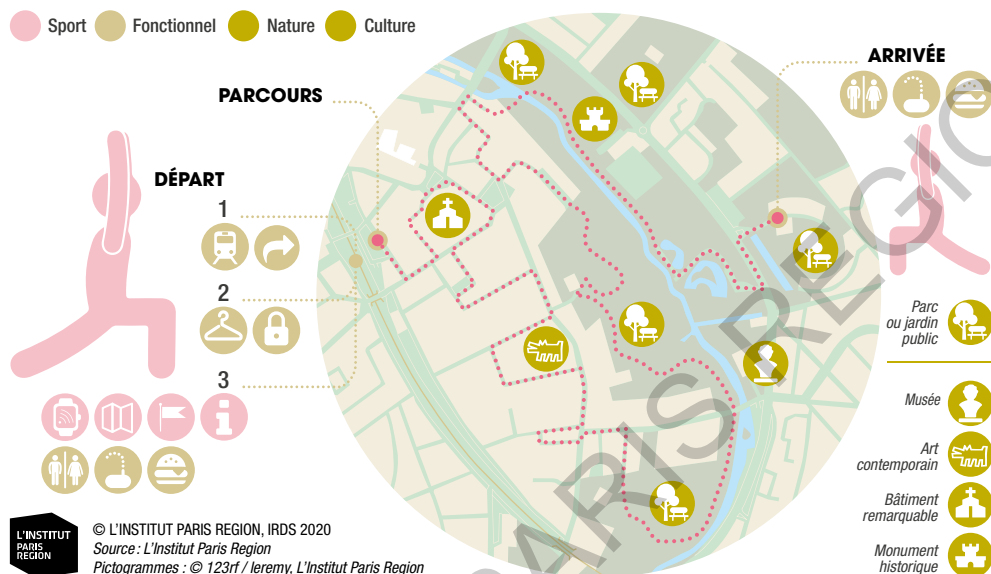 Sport Fonctionnel Nature Culture
PARCOURS
ARRIVÉE
DÉPART
1
2
3
Parc
ou jardin
public
Musée
Art
contemporain
Bâtiment
remarquable
Monument
historique
L'INSTITUT
PARIS
REGION
© L'INSTITUT PARIS REGION, IRDS 2020
Source : L'Institut Paris Region
Pictogrammes : © 123rf / leremy, L'Institut Paris Region
PARIS REGIO